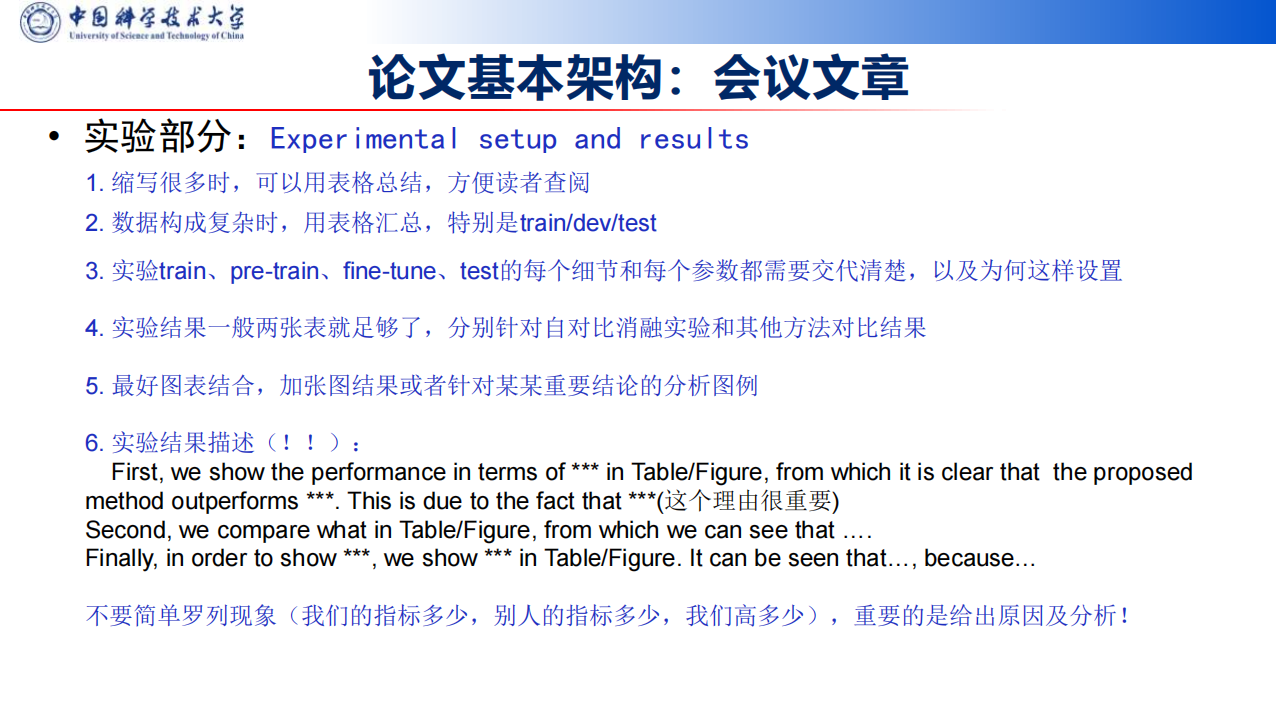 中国科学技术大学
University of Science and Technology of China
论文基本架构：会议文章
• 实验部分：Experimental setup and results
1. 缩写很多时，可以用表格总结，方便读者查阅
2. 数据构成复杂时，用表格汇总，特别是train/dev/test
3. 实验train、pre-train、fine-tune、test的每个细节和每个参数都需要交代清楚，以及为何这样设置
4. 实验结果一般两张表就足够了，分别针对自对比消融实验和其他方法对比结果
5. 最好图表结合，加张图结果或者针对某某重要结论的分析图例
6. 实验结果描述（！！）：
First, we show the performance in terms of *** in Table/Figure, from which it is clear that the proposed
method outperforms ***. This is due to the fact that ***(这个理由很重要)
Second, we compare what in Table/Figure, from which we can see that ….
Finally, in order to show ***, we show *** in Table/Figure. It can be seen that…, because…
不要简单罗列现象（我们的指标多少，别人的指标多少，我们高多少），重要的是给出原因及分析！